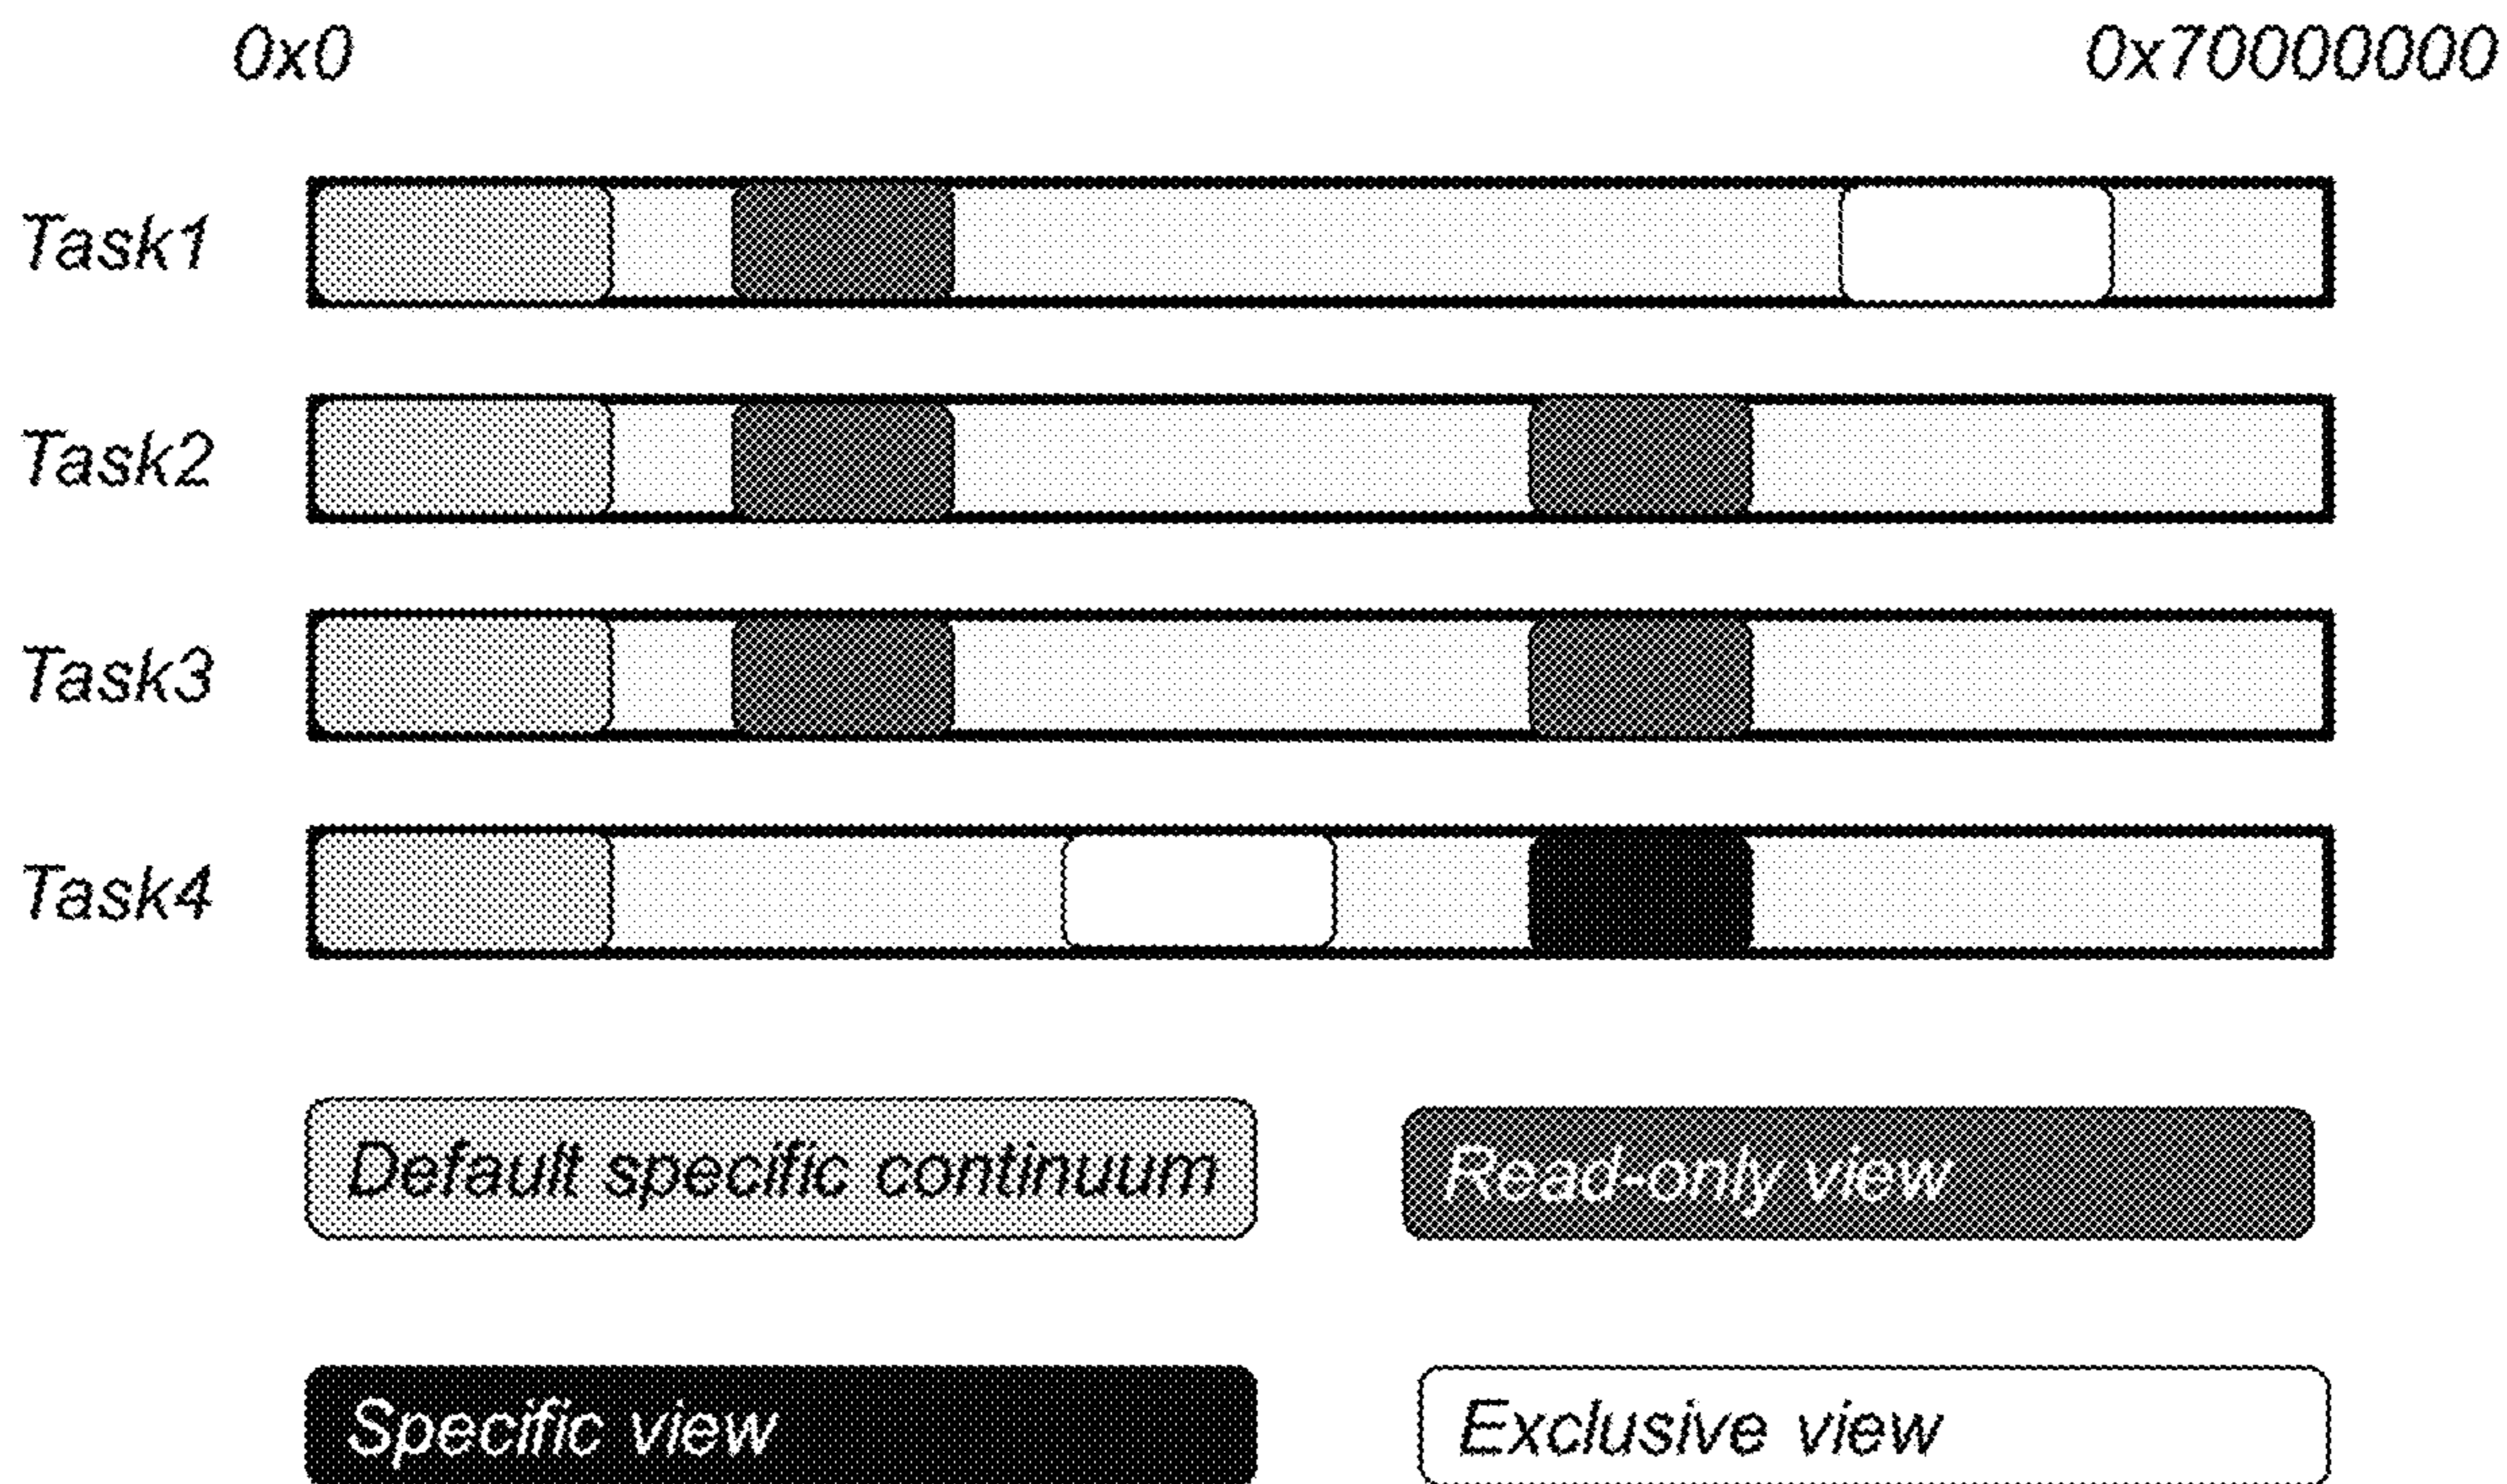 0x0 0x70000000
Task1
Task2
Task3
Task4
Default specific continuum
Read-only view
Specific view
Exclusive view